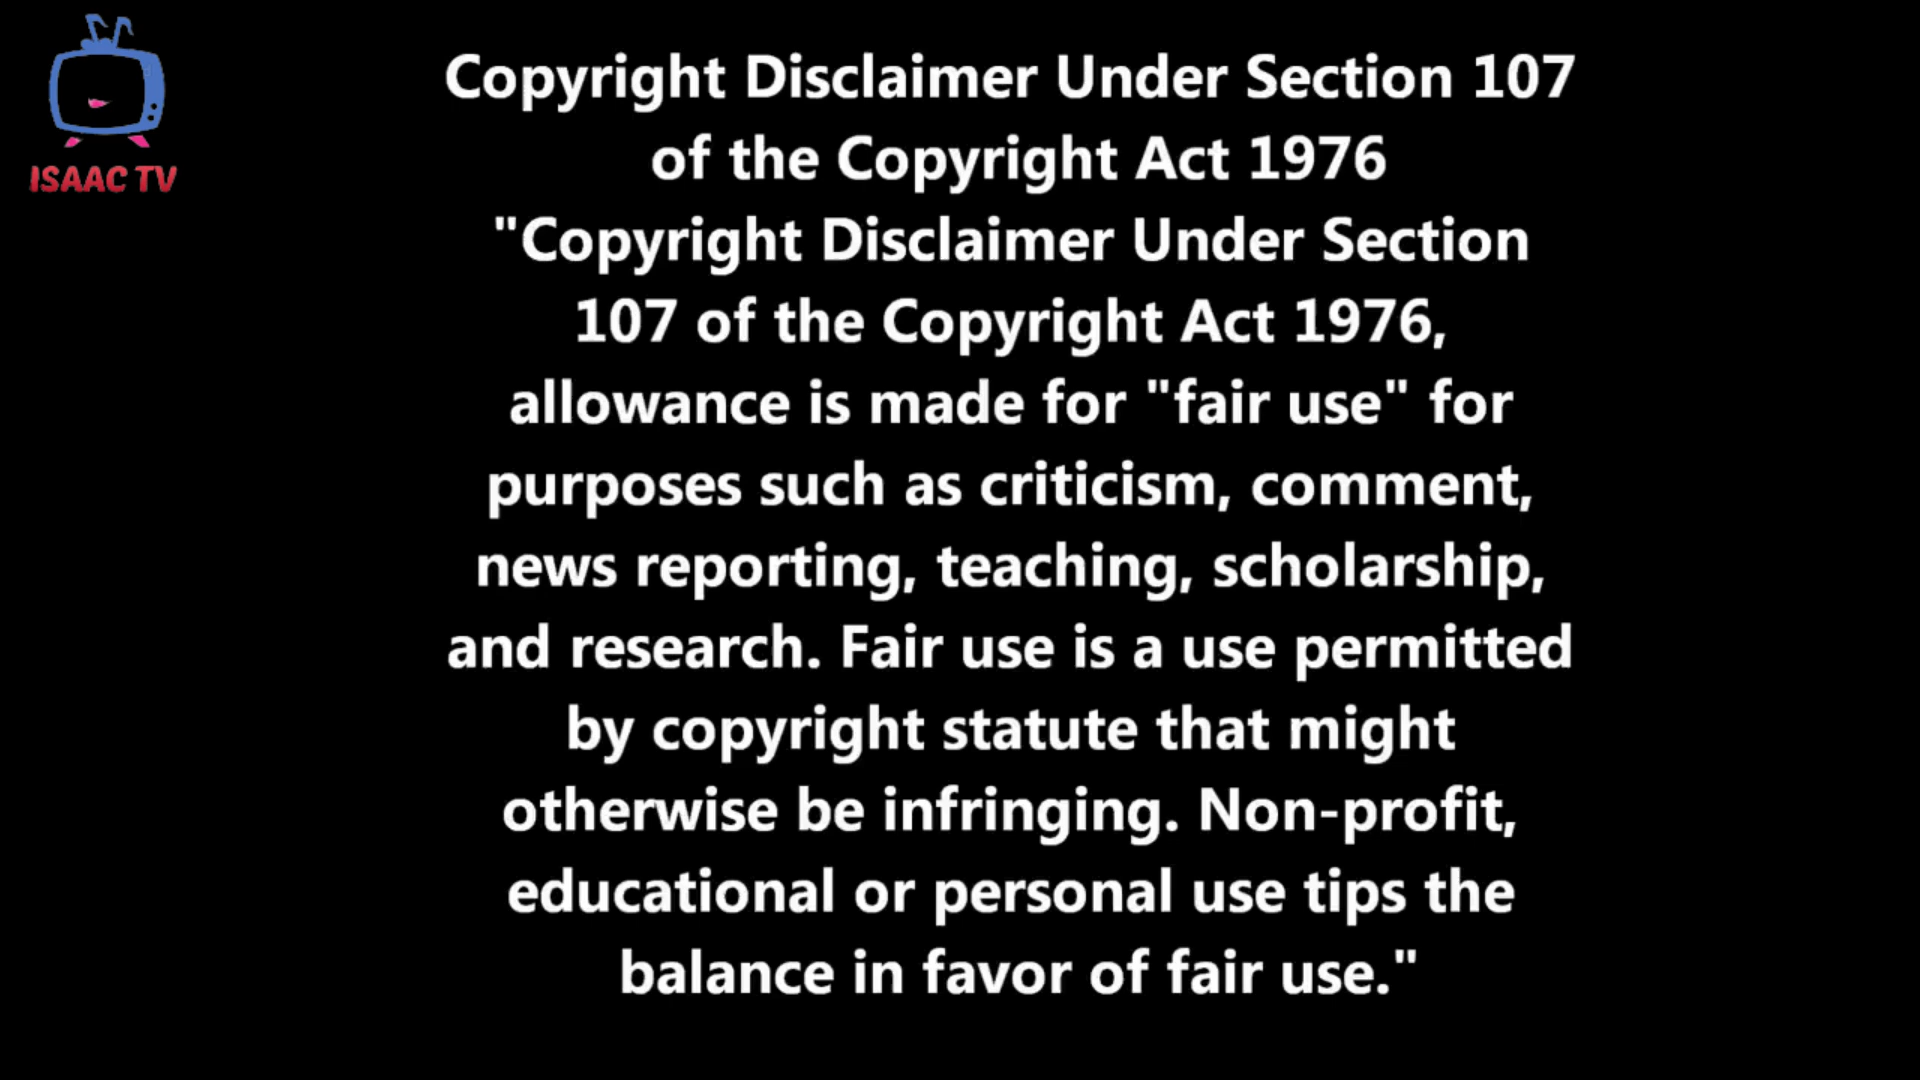 ISAAC TV
Copyright Disclaimer Under Section 107
of the Copyright Act 1976
"Copyright Disclaimer Under Section
107 of the Copyright Act 1976,
allowance is made for "fair use" for
purposes such as criticism, comment,
news reporting, teaching, scholarship,
and research. Fair use is a use permitted
by copyright statute that might
otherwise be infringing. Non-profit,
educational or personal use tips the
balance in favor of fair use."